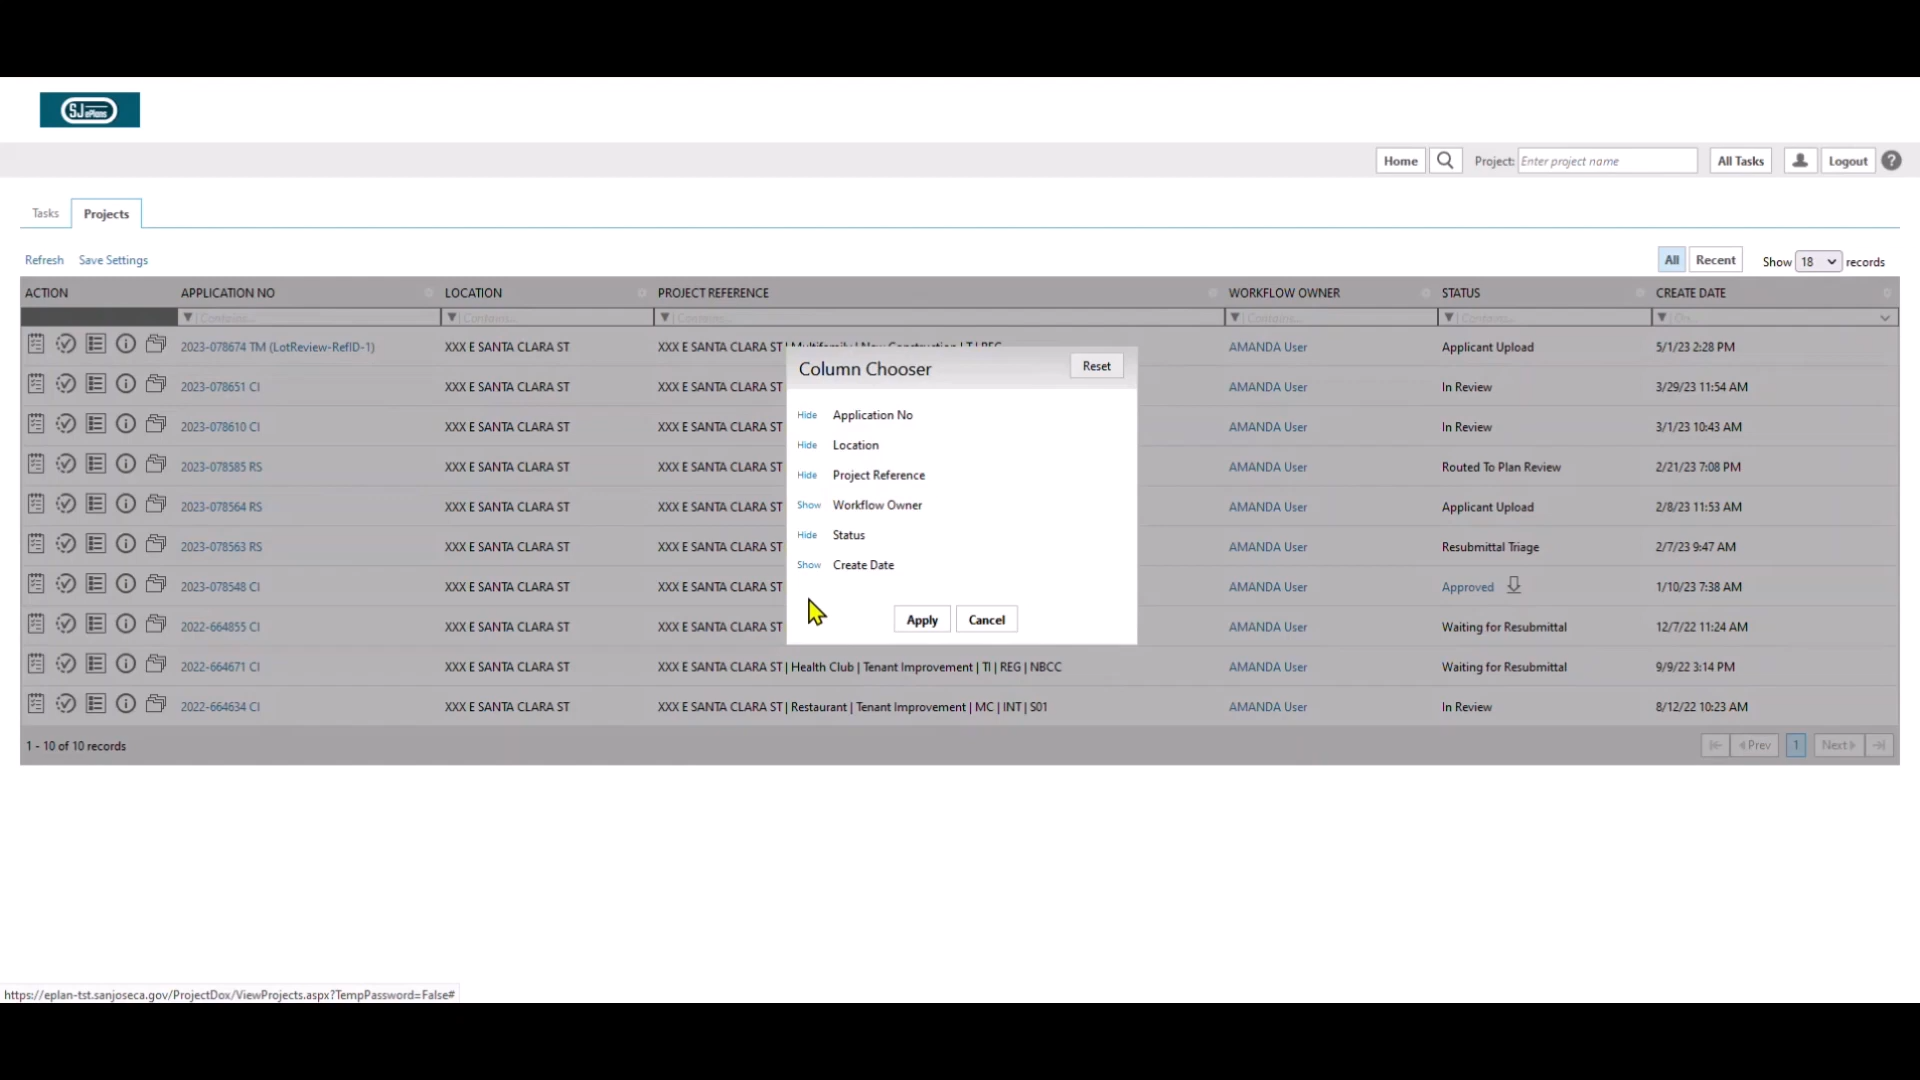 SJ ePlans
Home Project: Enter project name All Tasks Logout ?
Tasks Projects
Refresh Save Settings All Recent Show 18 records
ACTION APPLICATION NO LOCATION PROJECT REFERENCE WORKFLOW OWNER STATUS CREATE DATE
Contains... Contains... Contains... Contains... Contains... On...
2023-078674 TM (LotReview-RefID-1) XXX E SANTA CLARA ST XXX E SANTA CLARA ST | Multifamily | New Construction | T | REG AMANDA User Applicant Upload 5/1/23 2:28 PM
2023-078651 CI XXX E SANTA CLARA ST XXX E SANTA CLARA ST AMANDA User In Review 3/29/23 11:54 AM
2023-078610 CI XXX E SANTA CLARA ST XXX E SANTA CLARA ST AMANDA User In Review 3/1/23 10:43 AM
2023-078585 RS XXX E SANTA CLARA ST XXX E SANTA CLARA ST AMANDA User Routed To Plan Review 2/21/23 7:08 PM
2023-078564 RS XXX E SANTA CLARA ST XXX E SANTA CLARA ST AMANDA User Applicant Upload 2/8/23 11:53 AM
2023-078563 RS XXX E SANTA CLARA ST XXX E SANTA CLARA ST AMANDA User Resubmittal Triage 2/7/23 9:47 AM
2023-078548 CI XXX E SANTA CLARA ST XXX E SANTA CLARA ST AMANDA User Approved 1/10/23 7:38 AM
2022-664855 CI XXX E SANTA CLARA ST XXX E SANTA CLARA ST AMANDA User Waiting for Resubmittal 12/7/22 11:24 AM
2022-664671 CI XXX E SANTA CLARA ST XXX E SANTA CLARA ST | Health Club | Tenant Improvement | TI | REG | NBCC AMANDA User Waiting for Resubmittal 9/9/22 3:14 PM
2022-664634 CI XXX E SANTA CLARA ST XXX E SANTA CLARA ST | Restaurant | Tenant Improvement | MC | INT | S01 AMANDA User In Review 8/12/22 10:23 AM
1 - 10 of 10 records Prev 1 Next
Column Chooser Reset
Hide Application No
Hide Location
Hide Project Reference
Show Workflow Owner
Hide Status
Show Create Date
Apply Cancel
https://eplan-tst.sanjoseca.gov/ProjectDox/ViewProjects.aspx?TempPassword=False#